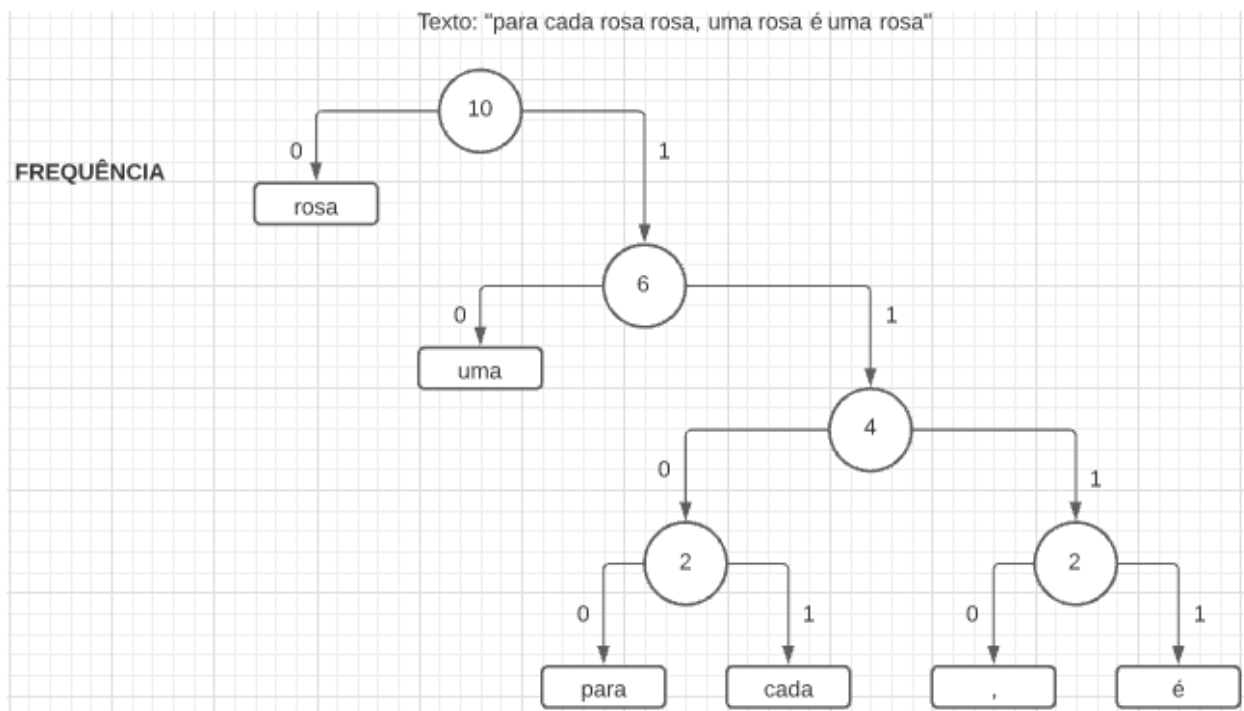 Texto: "para cada rosa rosa, uma rosa é uma rosa"
10
0
1
FREQUÊNCIA
rosa
6
0
1
uma
4
0
1
2
2
0
1
0
1
para
cada
,
é